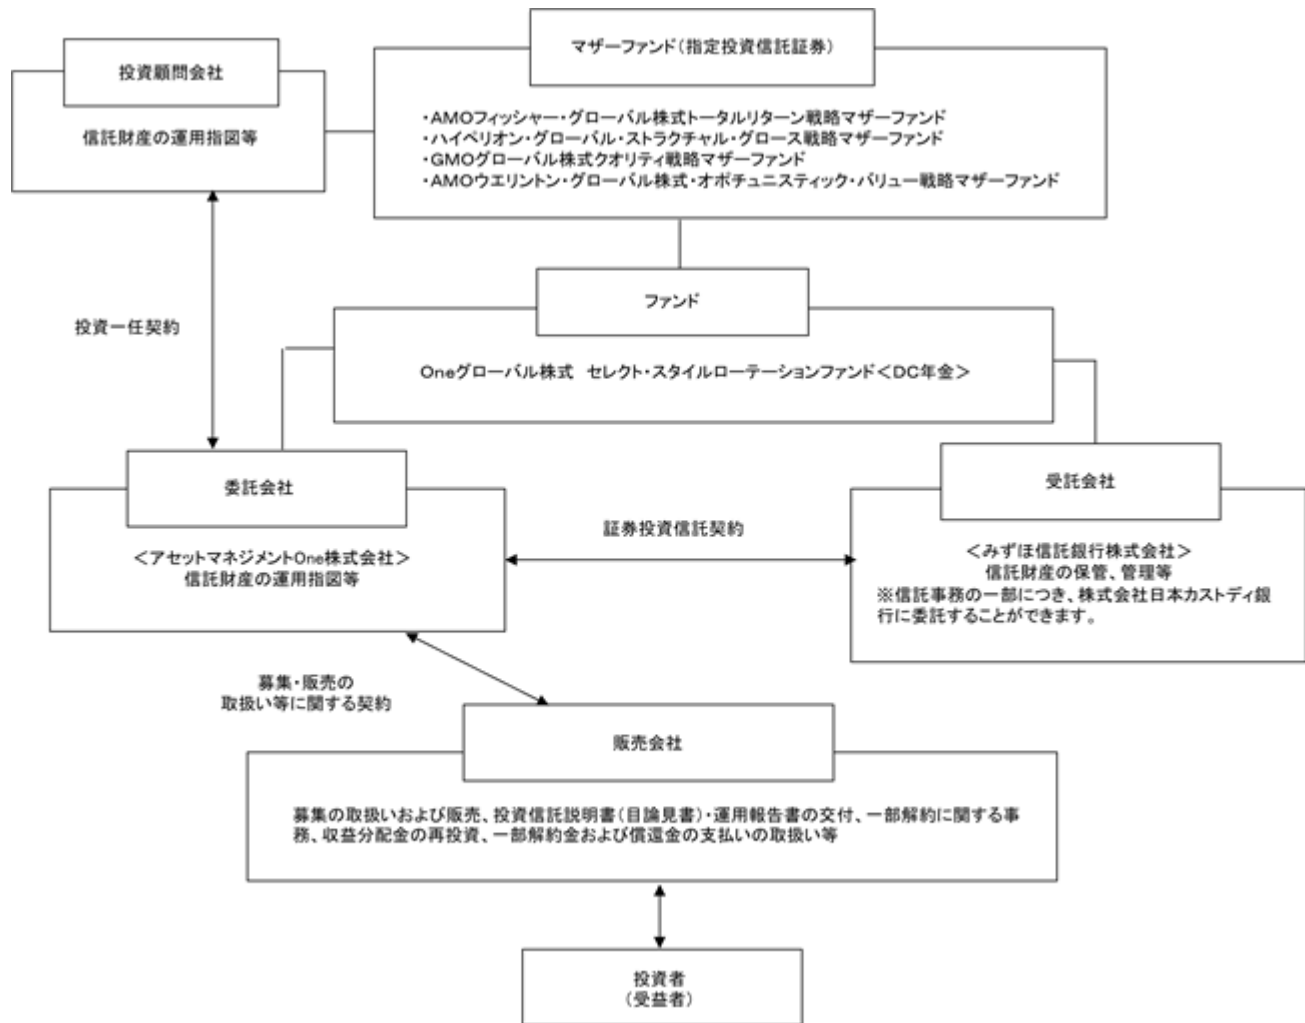 マザーファンド（指定投資信託証券）
投資顧問会社
信託財産の運用指図等
・AMOフィッシャー・グローバル株式トータルリターン戦略マザーファンド
・ハイペリオン・グローバル・ストラクチャル・グロース戦略マザーファンド
・GMOグローバル株式クオリティ戦略マザーファンド
・AMOウエリントン・グローバル株式・オポチュニスティック・バリュー戦略マザーファンド
ファンド
投資一任契約
Oneグローバル株式　セレクト・スタイルローテーションファンド＜DC年金＞
委託会社
＜アセットマネジメントOne株式会社＞
信託財産の運用指図等
証券投資信託契約
受託会社
＜みずほ信託銀行株式会社＞
信託財産の保管、管理等
※信託事務の一部につき、株式会社日本カストディ銀
行に委託することができます。
募集・販売の
取扱い等に関する契約
販売会社
募集の取扱いおよび販売、投資信託説明書（目論見書）・運用報告書の交付、一部解約に関する事
務、収益分配金の再投資、一部解約金および償還金の支払いの取扱い等
投資者
（受益者）